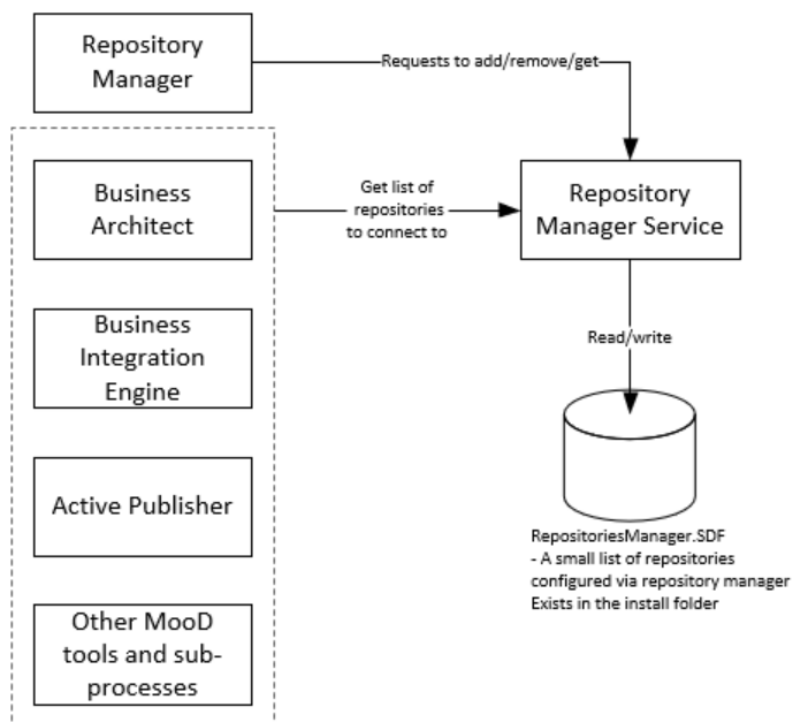 Repository
Manager
Requests to add/remove/get
Business
Architect
Get list of
repositories
to connect to
Repository
Manager Service
Business
Integration
Engine
Read/write
Active Publisher
RepositoriesManager.SDF
- A small list of repositories
configured via repository manager
Exists in the install folder
Other MooD
tools and sub-
processes